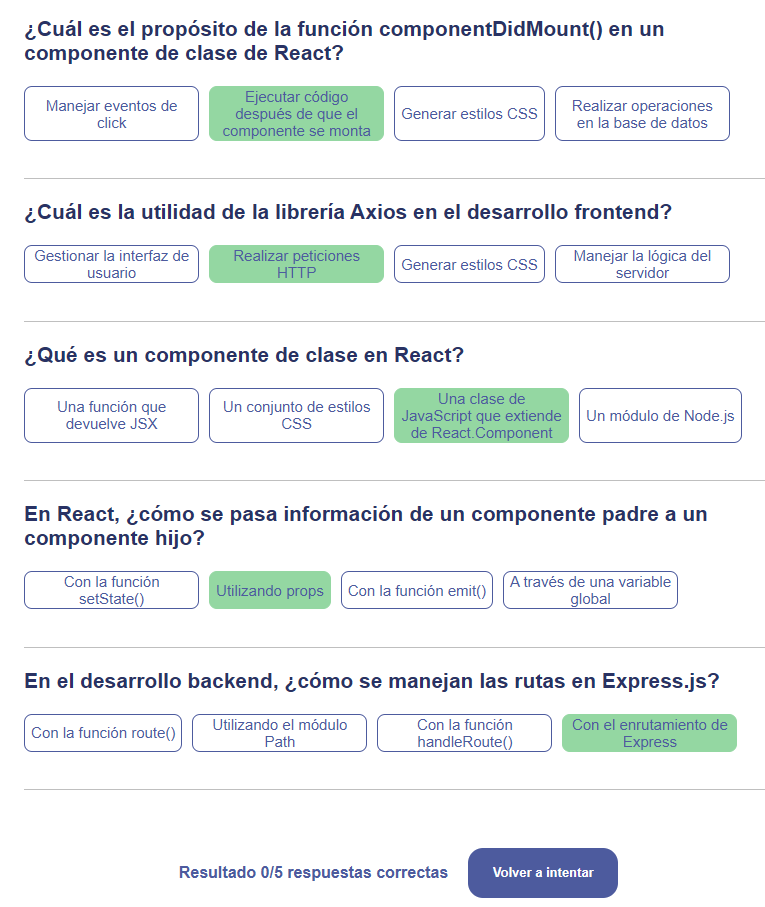 ¿Cuál es el propósito de la función componentDidMount() en un
componente de clase de React?
Manejar eventos de
click
Ejecutar código
después de que el
componente se monta
Generar estilos CSS
Realizar operaciones
en la base de datos
¿Cuál es la utilidad de la librería Axios en el desarrollo frontend?
Gestionar la interfaz de
usuario
Realizar peticiones
HTTP
Generar estilos CSS
Manejar la lógica del
servidor
¿Qué es un componente de clase en React?
Una función que
devuelve JSX
Un conjunto de estilos
CSS
Una clase de
JavaScript que extiende
de React.Component
Un módulo de Node.js
En React, ¿cómo se pasa información de un componente padre a un
componente hijo?
Con la función
setState()
Utilizando props
Con la función emit()
A través de una variable
global
En el desarrollo backend, ¿cómo se manejan las rutas en Express.js?
Con la función route()
Utilizando el módulo
Path
Con la función
handleRoute()
Con el enrutamiento de
Express
Resultado 0/5 respuestas correctas
Volver a intentar